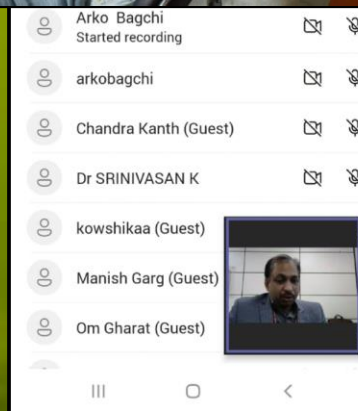 Arko Bagchi
Started recording
arkobagchi
Chandra Kanth (Guest)
Dr SRINIVASAN K
kowshikaa (Guest)
Manish Garg (Guest)
Om Gharat (Guest)